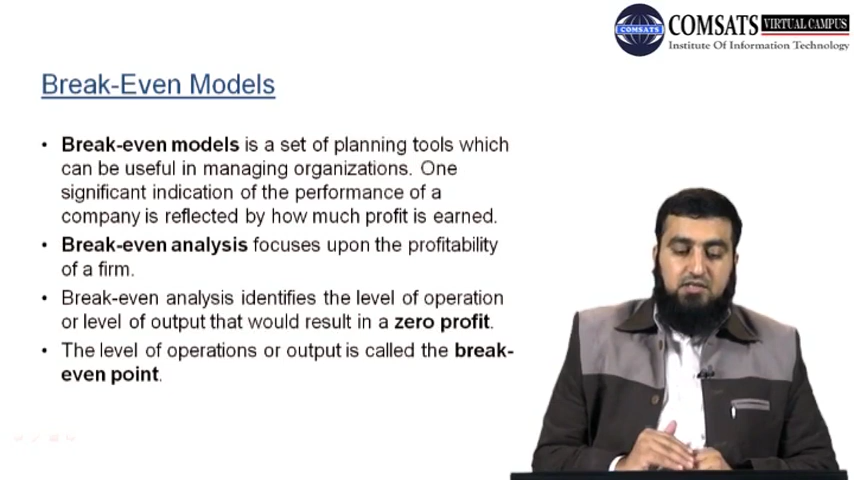 COMSATS VIRTUAL CAMPUS
COMSATS
Institute Of Information Technology
Break-Even Models
• Break-even models is a set of planning tools which
can be useful in managing organizations. One
significant indication of the performance of a
company is reflected by how much profit is earned.
• Break-even analysis focuses upon the profitability
of a firm.
• Break-even analysis identifies the level of operation
or level of output that would result in a zero profit.
• The level of operations or output is called the break-
even point.